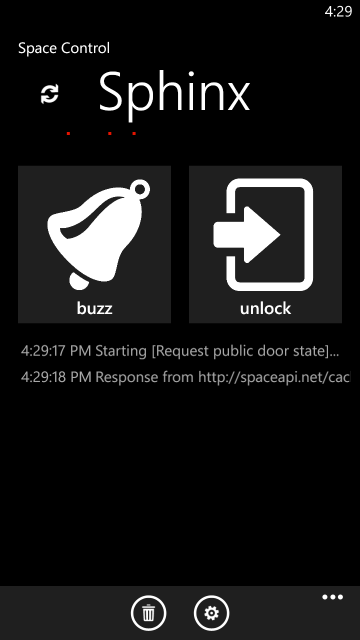 4:29
Space Control
Sphinx
buzz
unlock
4:29:17 PM Starting [Request public door state]...
4:29:18 PM Response from http://spaceapi.net/cac